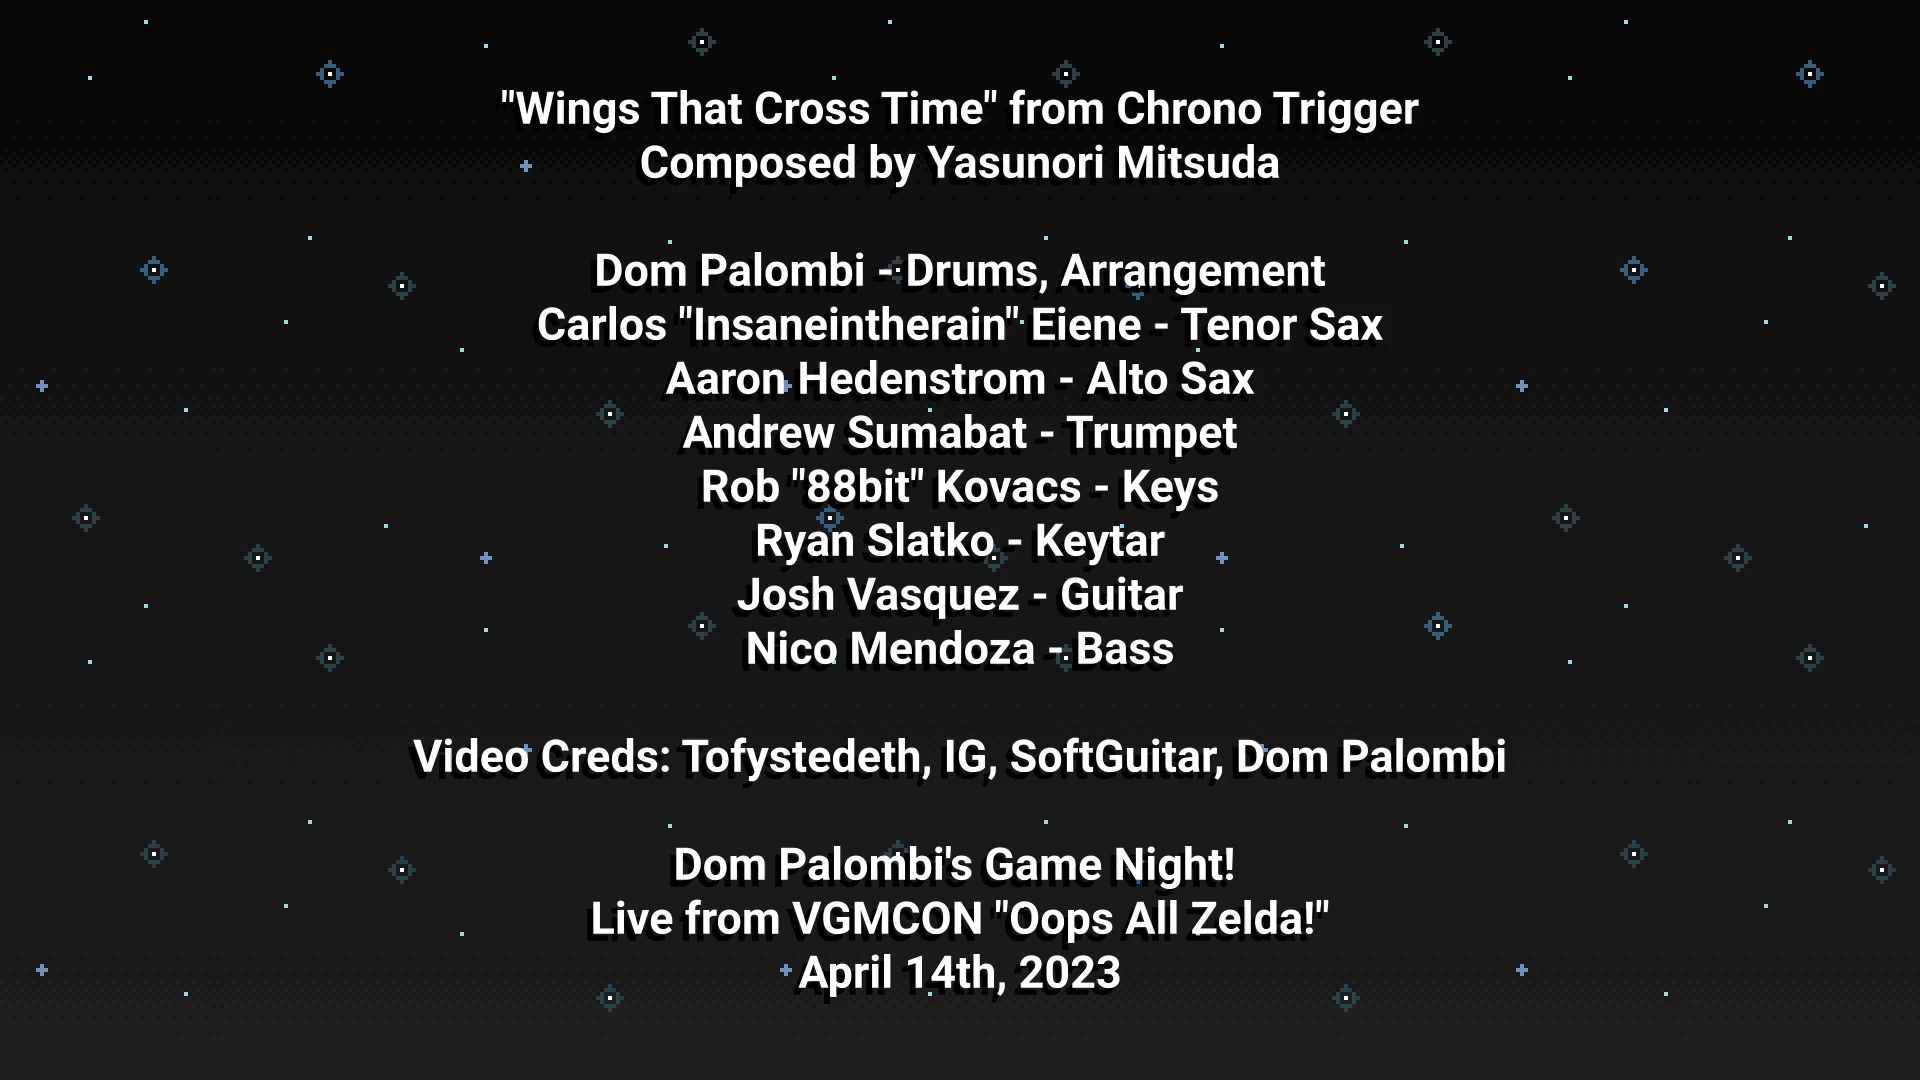 "Wings That Cross Time" from Chrono Trigger
Composed by Yasunori Mitsuda
Dom Palombi - Drums, Arrangement
Carlos "Insaneintherain" Eiene - Tenor Sax
Aaron Hedenstrom - Alto Sax
Andrew Sumabat - Trumpet
Rob "88bit" Kovacs - Keys
Ryan Slatko - Keytar
Josh Vasquez - Guitar
Nico Mendoza - Bass
Video Creds: Tofystedeth, IG, SoftGuitar, Dom Palombi
Dom Palombi's Game Night!
Live from VGMCON "Oops All Zelda!"
April 14th, 2023